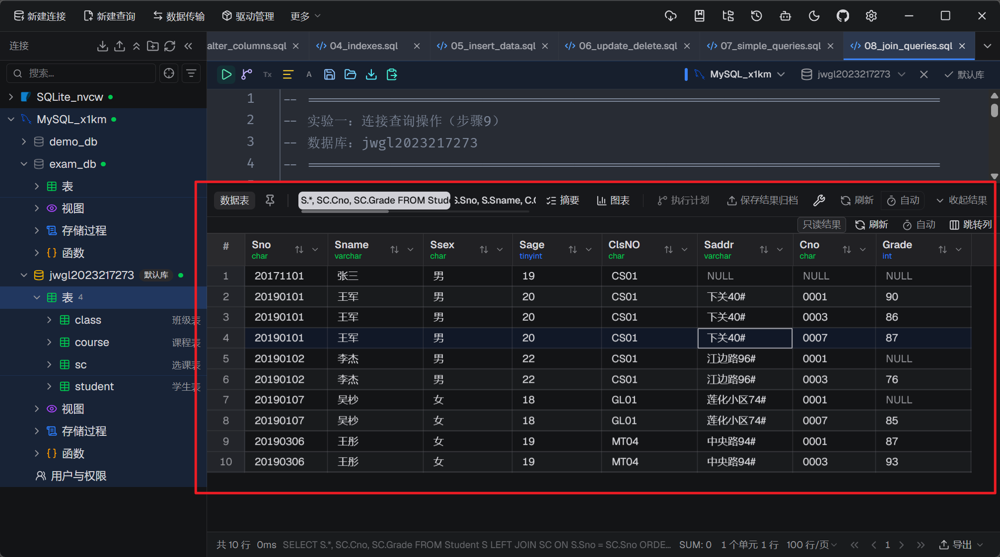 新建连接 新建查询 数据传输 驱动管理 更多
连接
alter_columns.sql 04_indexes.sql 05_insert_data.sql 06_update_delete.sql 07_simple_queries.sql 08_join_queries.sql
搜索...
Tx A MySQL_x1km jwgl2023217273 默认库
SQLite_nvcw
MySQL_x1km
demo_db
exam_db
表
视图
存储过程
函数
jwgl2023217273 默认库
表 4
class 班级表
course 课程表
sc 选课表
student 学生表
视图
存储过程
函数
用户与权限
1 -- ================================================
2 -- 实验一：连接查询操作（步骤9）
3 -- 数据库：jwgl2023217273
4 -- ================================================
数据表 S.*, SC.Cno, SC.Grade FROM Stude S.Sno, S.Sname, C.C 摘要 图表 执行计划 保存结果归档 刷新 自动 收起结果
只读结果 刷新 自动 跳转列
# Sno Sname Ssex Sage ClsNO Saddr Cno Grade
char varchar char tinyint char varchar char int
1 20171101 张三 男 19 CS01 NULL NULL NULL
2 20190101 王军 男 20 CS01 下关40# 0001 90
3 20190101 王军 男 20 CS01 下关40# 0003 86
4 20190101 王军 男 20 CS01 下关40# 0007 87
5 20190102 李杰 男 22 CS01 江边路96# 0001 NULL
6 20190102 李杰 男 22 CS01 江边路96# 0003 76
7 20190107 吴杪 女 18 GL01 莲化小区74# 0001 NULL
8 20190107 吴杪 女 18 GL01 莲化小区74# 0007 85
9 20190306 王彤 女 19 MT04 中央路94# 0001 87
10 20190306 王彤 女 19 MT04 中央路94# 0003 93
共 10 行 0ms SELECT S.*, SC.Cno, SC.Grade FROM Student S LEFT JOIN SC ON S.Sno = SC.Sno ORDE... SUM: 0 1 个单元 1 行 100 行/页 1 导出